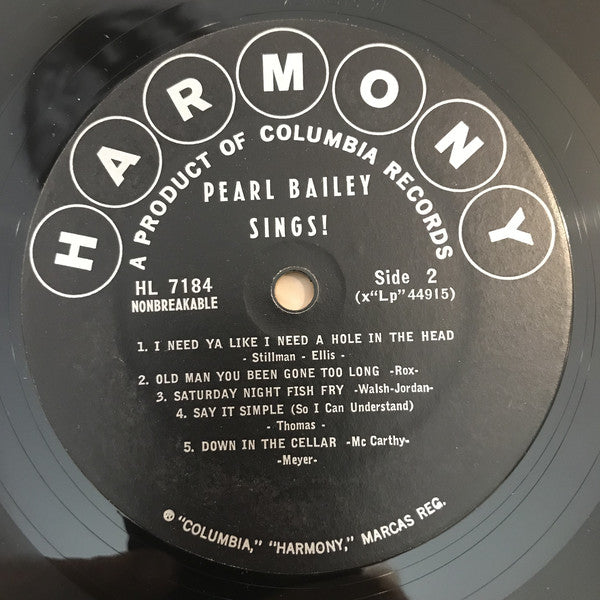 HARMONY
A PRODUCT OF COLUMBIA RECORDS
PEARL BAILEY
SINGS!
HL 7184
NONBREAKABLE
Side 2
(x"Lp"44915)
1. I NEED YA LIKE I NEED A HOLE IN THE HEAD
- Stillman - Ellis -
2. OLD MAN YOU BEEN GONE TOO LONG -Rox-
3. SATURDAY NIGHT FISH FRY -Walsh-Jordan-
4. SAY IT SIMPLE (So I Can Understand)
- Thomas -
5. DOWN IN THE CELLAR -Mc Carthy-
-Meyer-
® "COLUMBIA," "HARMONY," MARCAS REG.